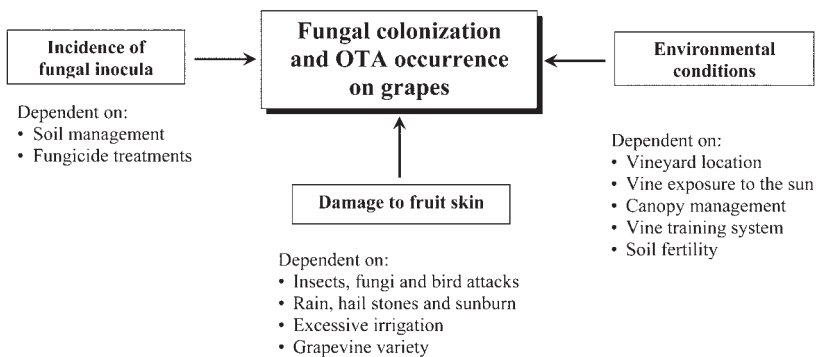 Incidence of
fungal inocula
Dependent on:
• Soil management
• Fungicide treatments
Fungal colonization
and OTA occurrence
on grapes
Damage to fruit skin
Dependent on:
• Insects, fungi and bird attacks
• Rain, hail stones and sunburn
• Excessive irrigation
• Grapevine variety
Environmental
conditions
Dependent on:
• Vineyard location
• Vine exposure to the sun
• Canopy management
• Vine training system
• Soil fertility